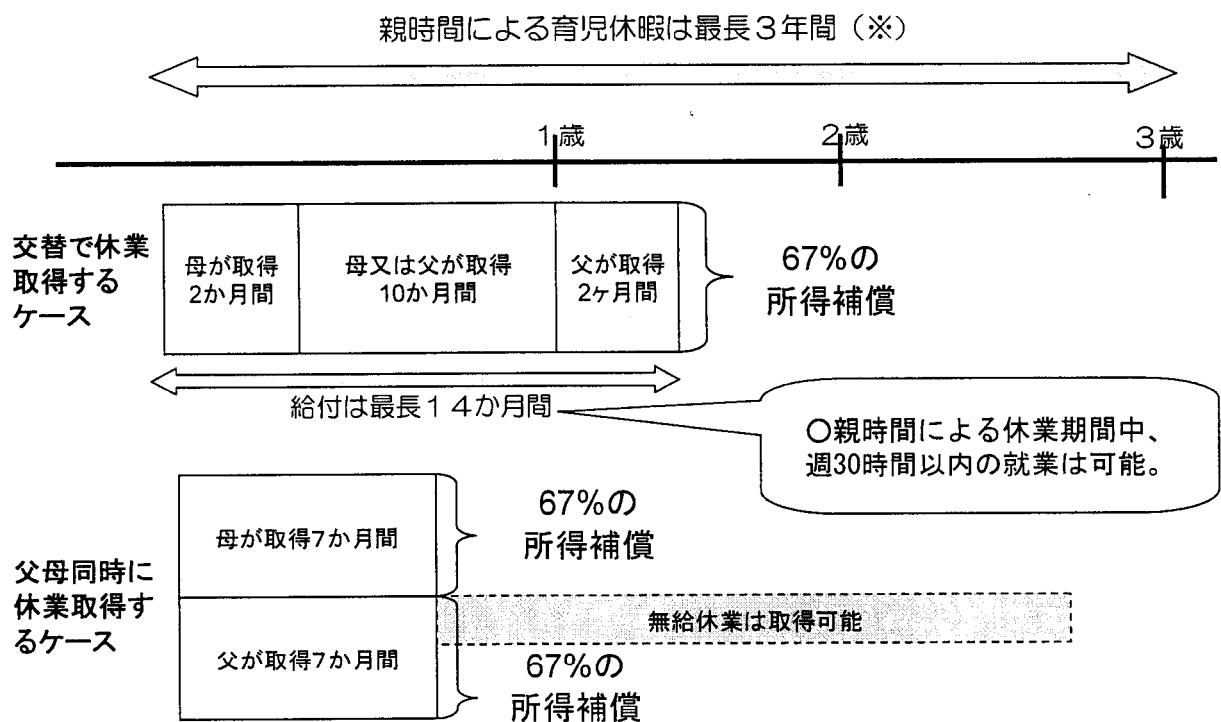 親時間による育児休暇は最長３年間（※）
１歳
２歳
３歳
交替で休業
取得する
ケース
母が取得
2か月間
母又は父が取得
10か月間
父が取得
2ヶ月間
67%の
所得補償
給付は最長１４か月間
○親時間による休業期間中、
週30時間以内の就業は可能。
父母同時に
休業取得す
るケース
母が取得7か月間
67%の
所得補償
無給休業は取得可能
父が取得7か月間
67%の
所得補償